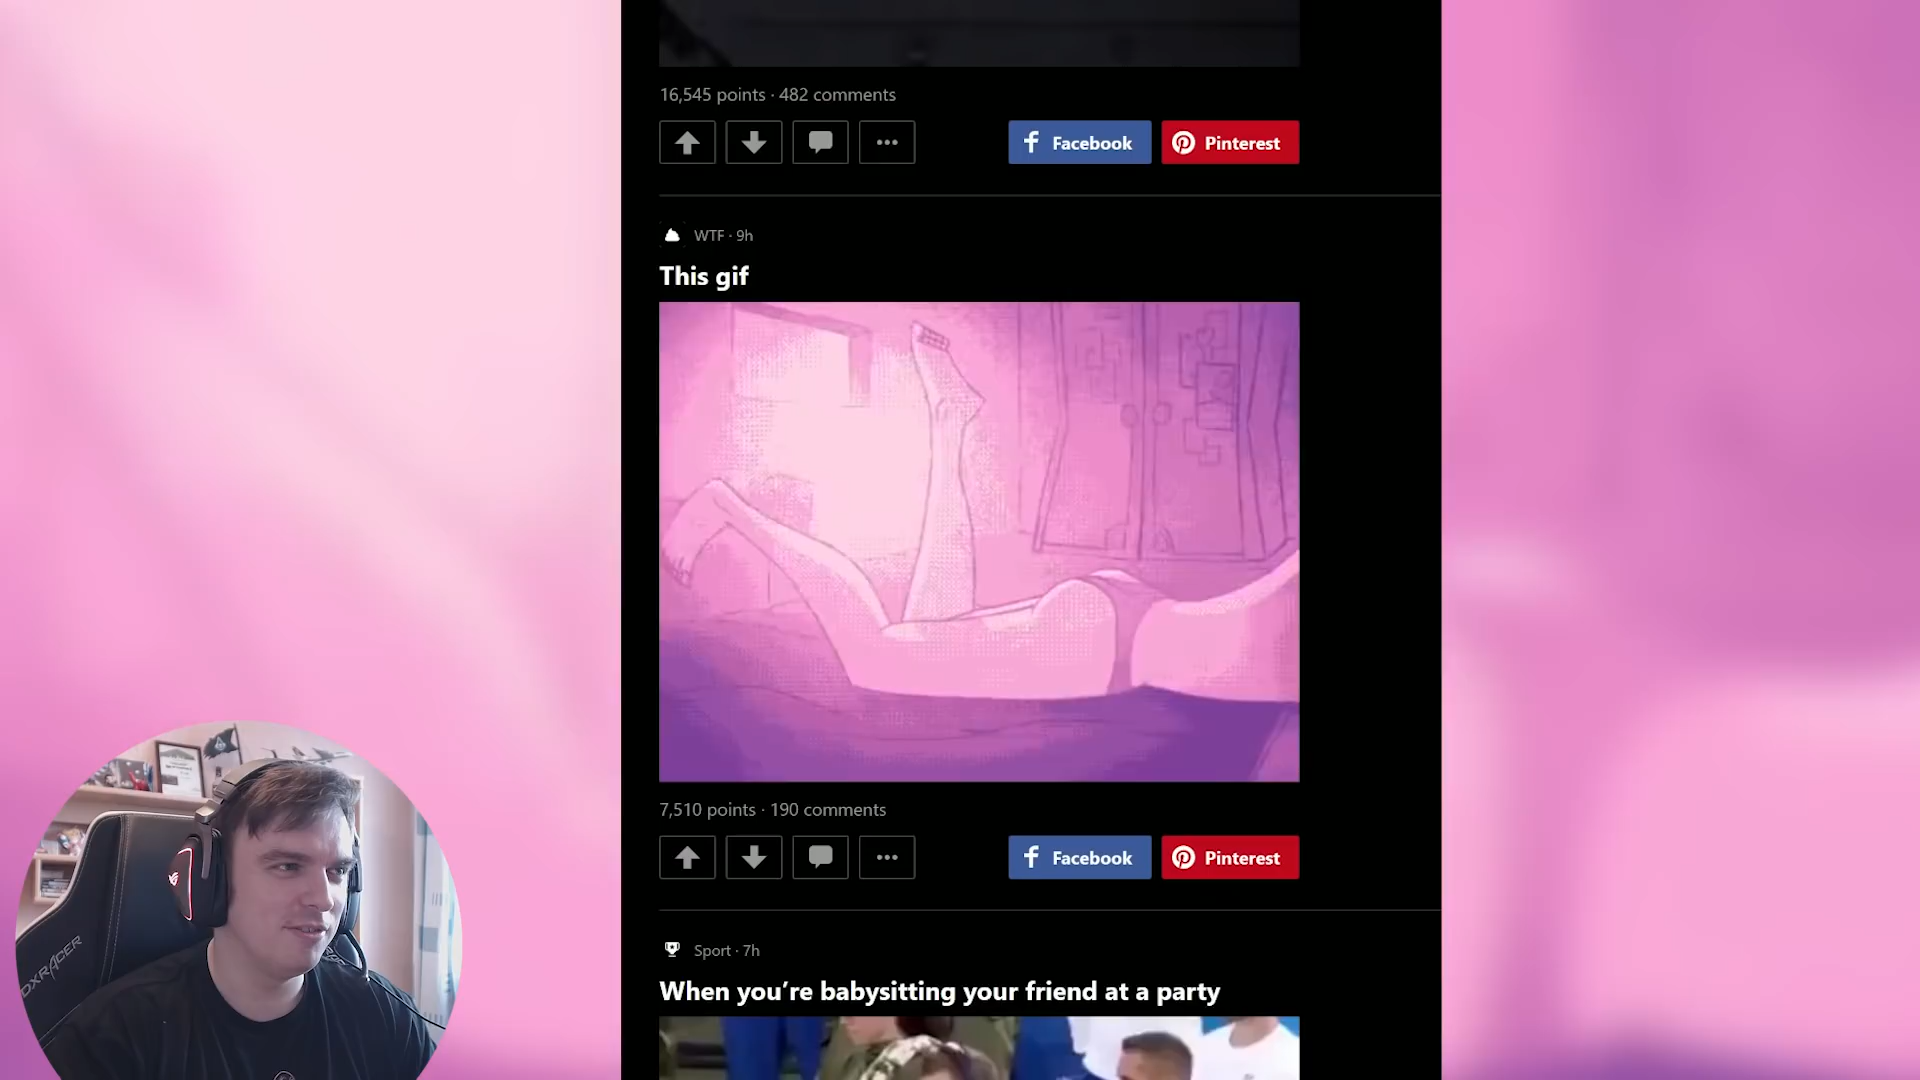 16,545 points · 482 comments
Facebook
Pinterest
WTF · 9h
This gif
7,510 points · 190 comments
Facebook
Pinterest
Sport · 7h
When you’re babysitting your friend at a party
DXRACER